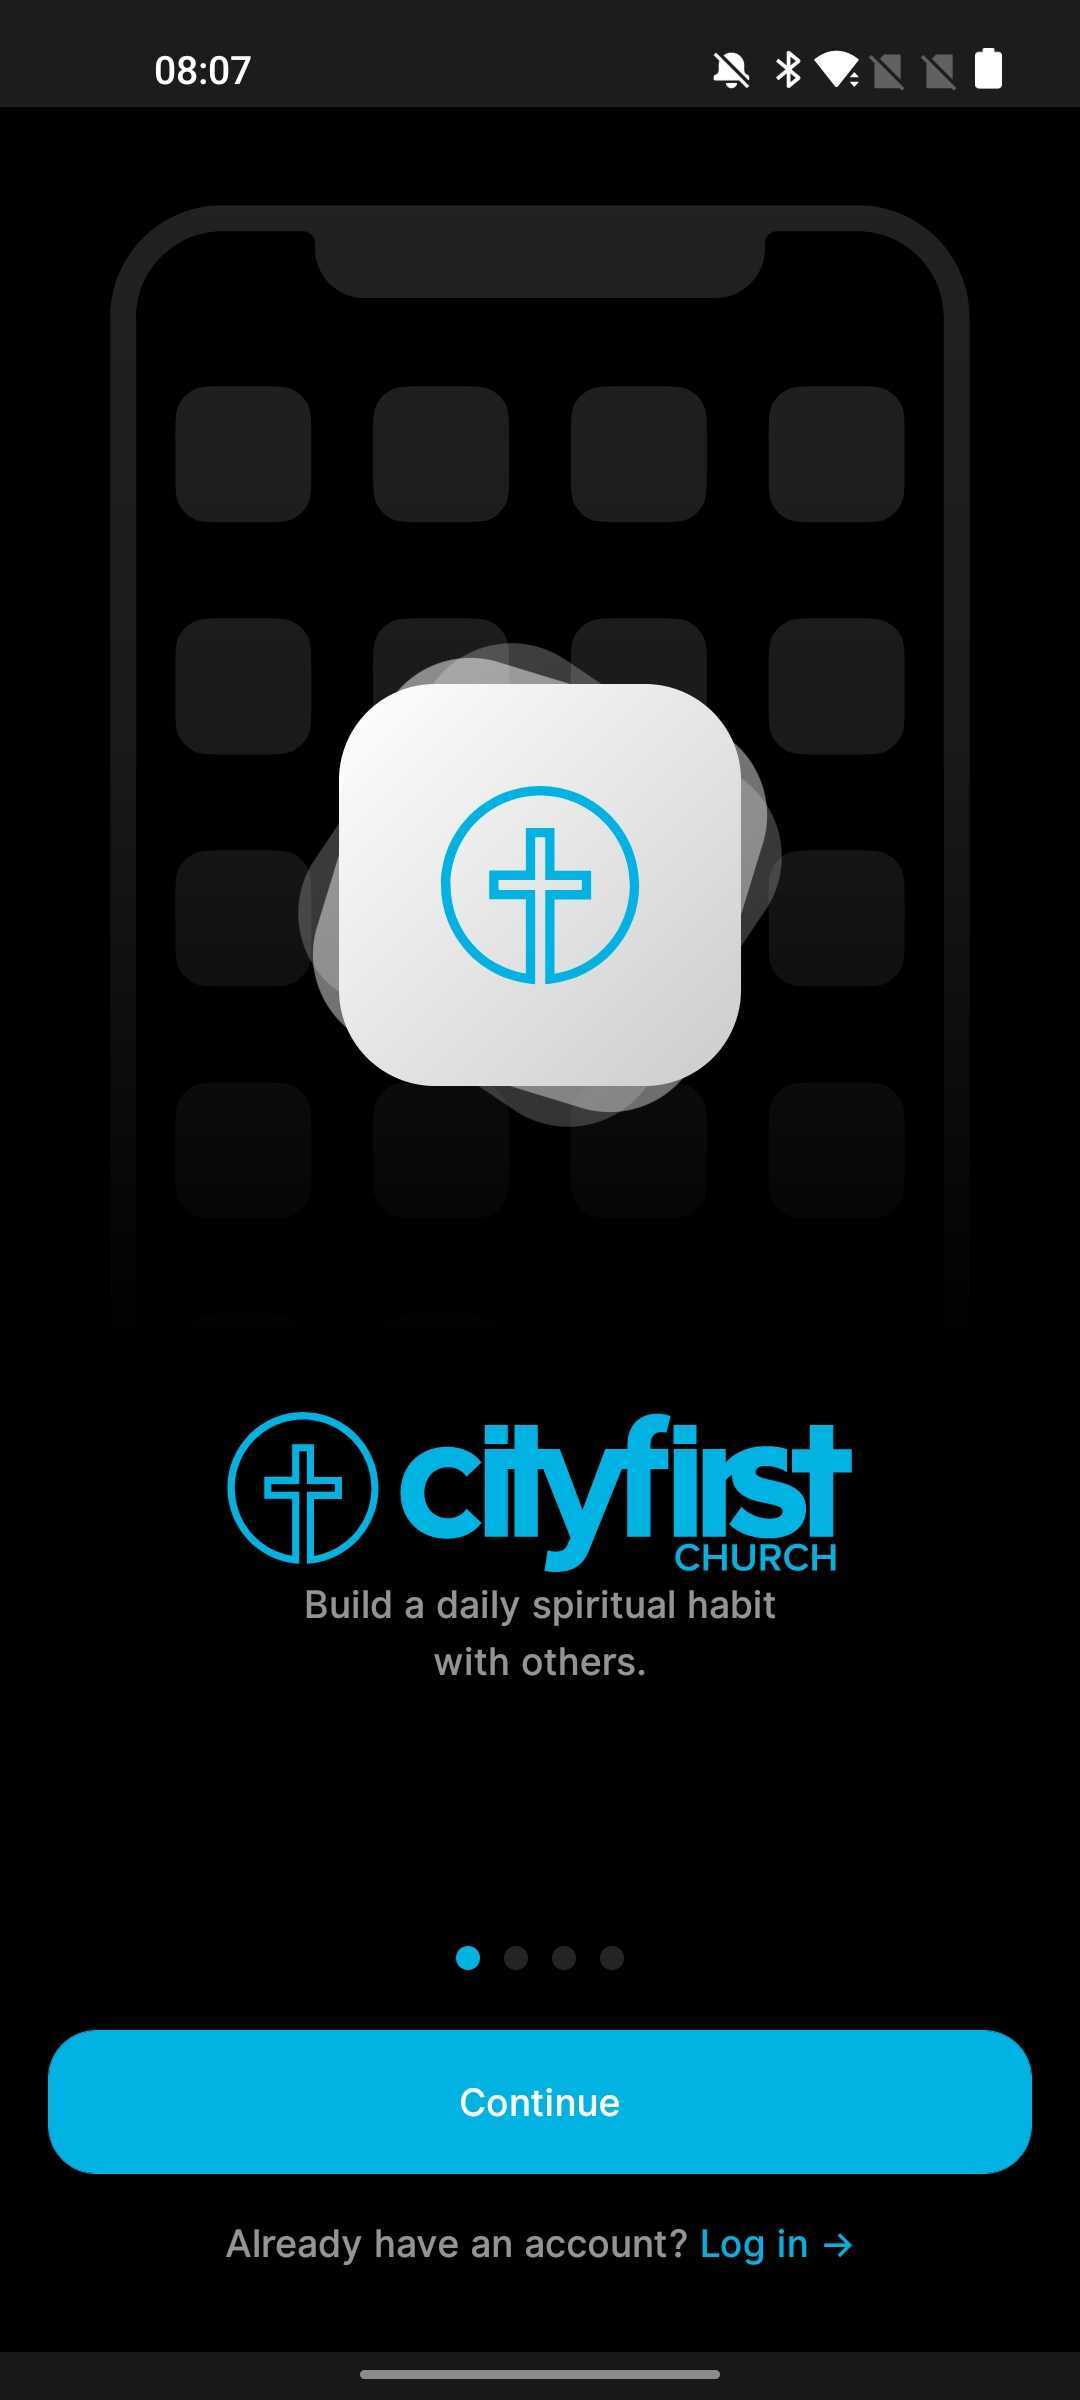 08:07
cityfirst
CHURCH
Build a daily spiritual habit
with others.
Continue
Already have an account? Log in →